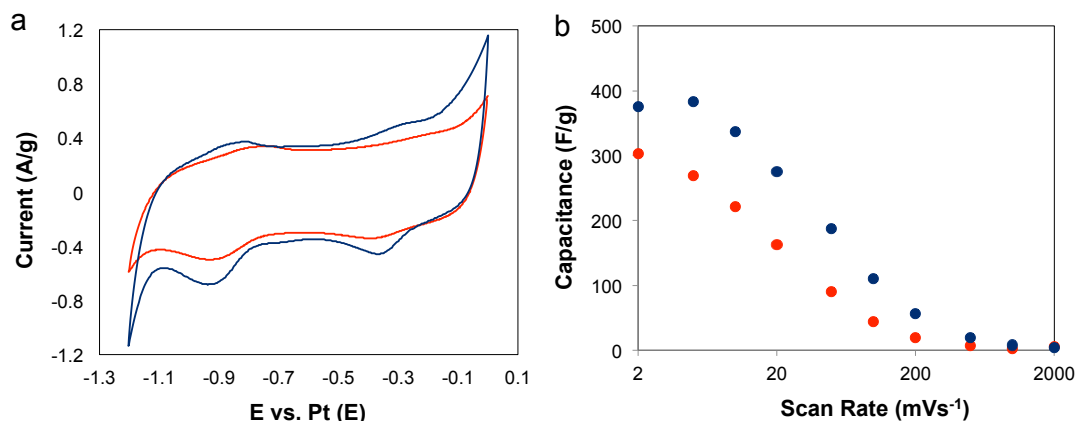 a
1.2
0.8
0.4
0
-0.4
-0.8
-1.2
Current (A/g)
-1.3 -1.1 -0.9 -0.7 -0.5 -0.3 -0.1 0.1
E vs. Pt (E)
b
500
400
300
200
100
0
Capacitance (F/g)
2 20 200 2000
Scan Rate (mVs⁻¹)